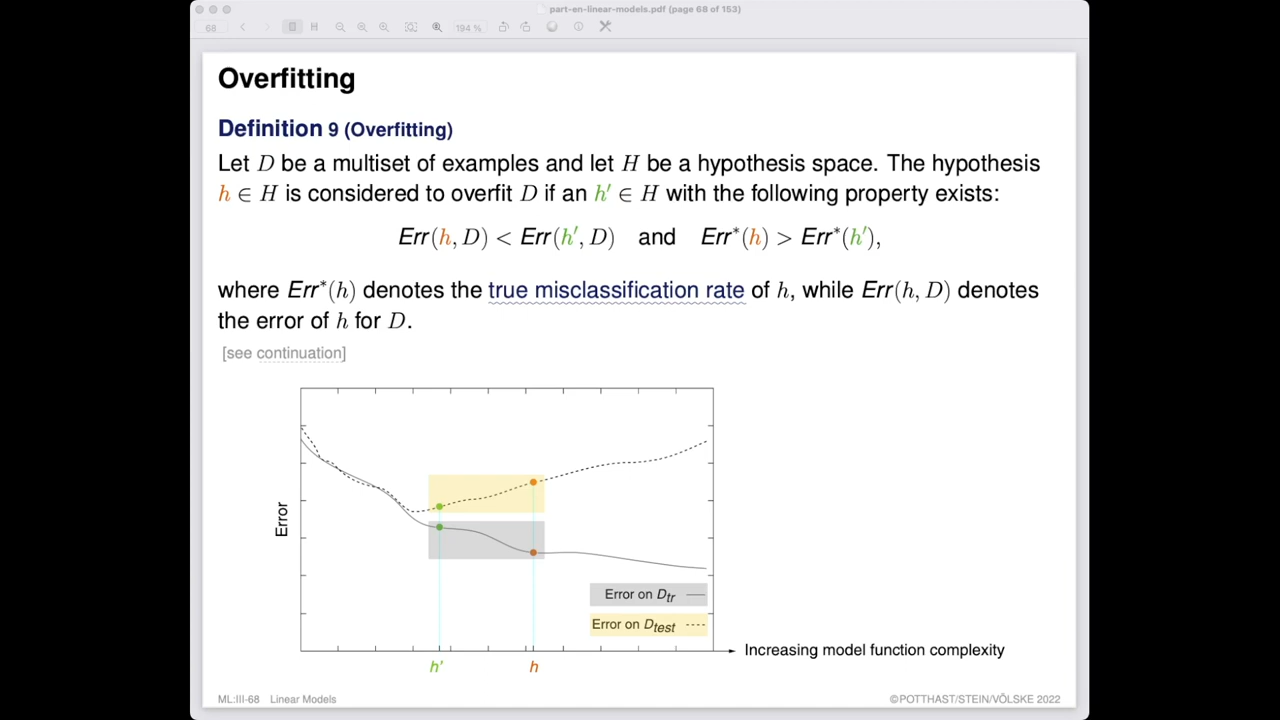 part-en-linear-models.pdf (page 68 of 153)
68
194 %
Overfitting
Definition 9 (Overfitting)
Let D be a multiset of examples and let H be a hypothesis space. The hypothesis
h ∈ H is considered to overfit D if an h′ ∈ H with the following property exists:
Err(h, D) < Err(h′, D) and Err*(h) > Err*(h′),
where Err*(h) denotes the true misclassification rate of h, while Err(h, D) denotes
the error of h for D.
[see continuation]
Error
Error on Dtr
Error on Dtest
Increasing model function complexity
h′ h
ML:III-68 Linear Models ©POTTHAST/STEIN/VÖLSKE 2022